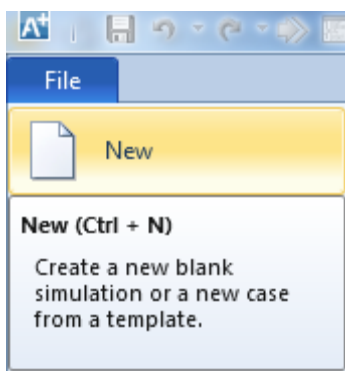 A+
File
New
New (Ctrl + N)
Create a new blank
simulation or a new case
from a template.